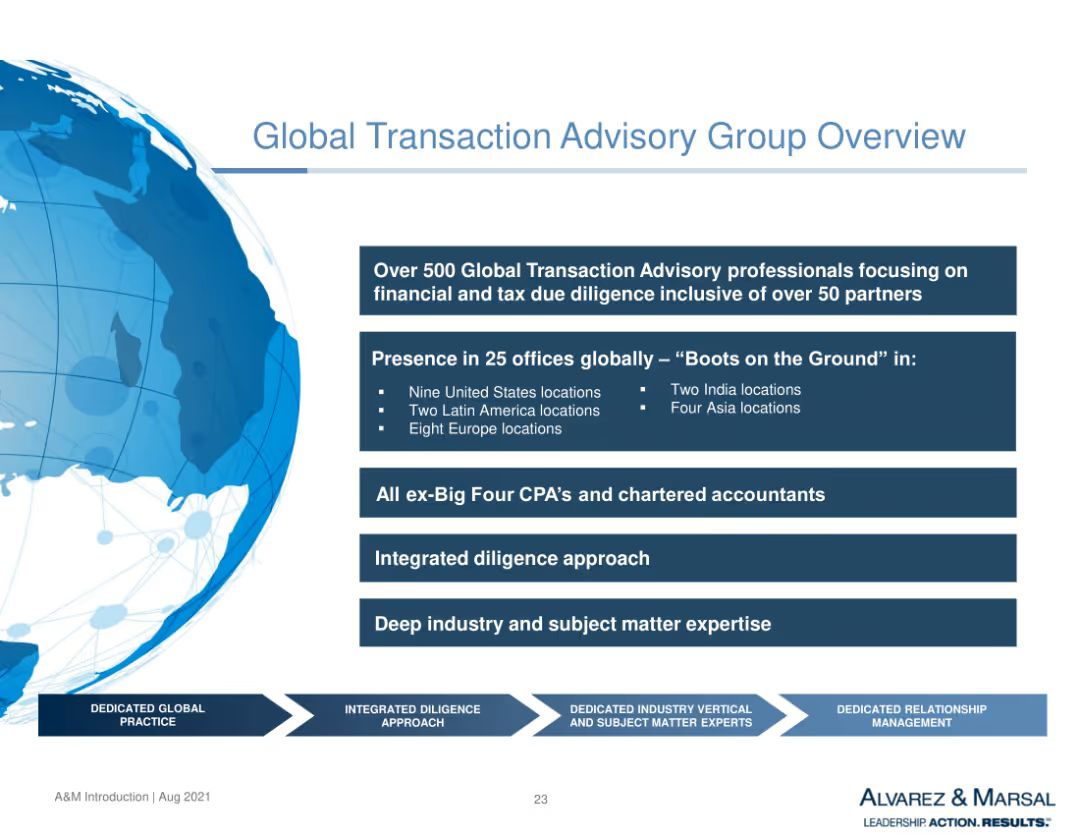 Global Transaction Advisory Group Overview
Over 500 Global Transaction Advisory professionals focusing on
financial and tax due diligence inclusive of over 50 partners
Presence in 25 offices globally – “Boots on the Ground” in:
▪ Nine United States locations
▪ Two Latin America locations
▪ Eight Europe locations
▪ Two India locations
▪ Four Asia locations
All ex-Big Four CPA’s and chartered accountants
Integrated diligence approach
Deep industry and subject matter expertise
DEDICATED GLOBAL
PRACTICE
INTEGRATED DILIGENCE
APPROACH
DEDICATED INDUSTRY VERTICAL
AND SUBJECT MATTER EXPERTS
DEDICATED RELATIONSHIP
MANAGEMENT
A&M Introduction | Aug 2021
23
ALVAREZ & MARSAL
LEADERSHIP. ACTION. RESULTS.™